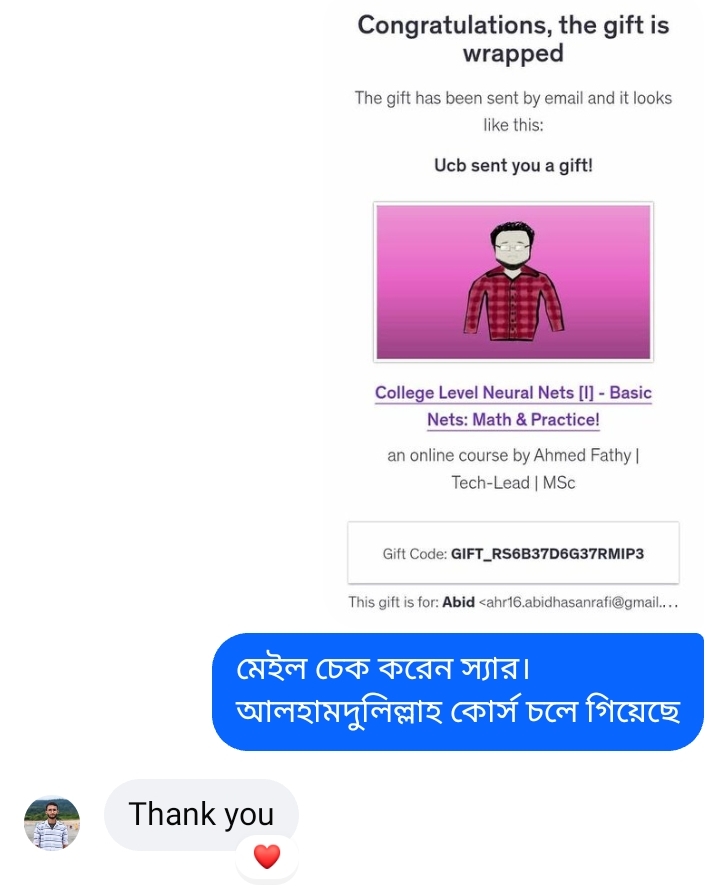 Congratulations, the gift is
wrapped
The gift has been sent by email and it looks
like this:
Ucb sent you a gift!
College Level Neural Nets [I] - Basic
Nets: Math & Practice!
an online course by Ahmed Fathy |
Tech-Lead | MSc
Gift Code: GIFT_RS6B37D6G37RMIP3
This gift is for: Abid <ahr16.abidhasanrafi@gmail....
মেইল চেক করেন স্যার।
আলহামদুলিল্লাহ কোর্স চলে গিয়েছে
Thank you